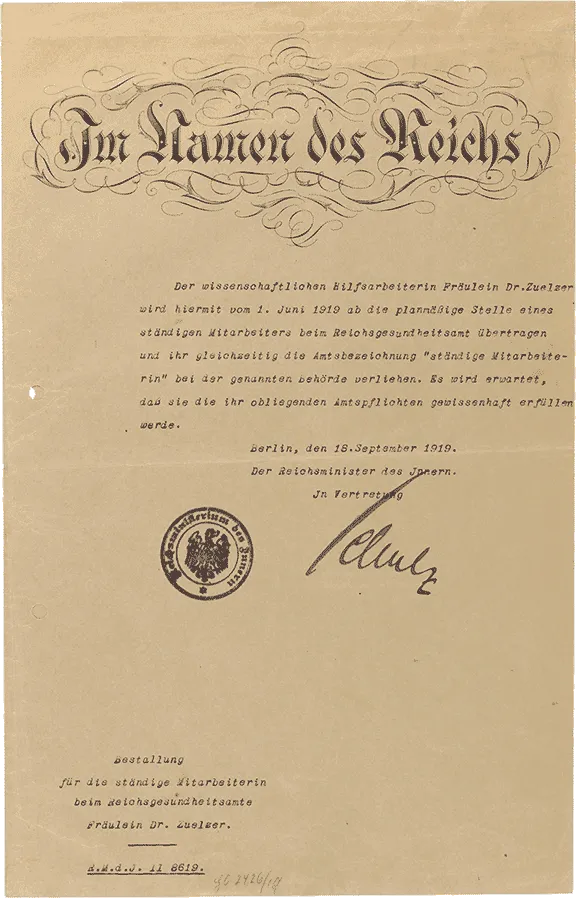 Im Namen des Reichs
Der wissenschaftlichen Hilfsarbeiterin Fräulein Dr.Zuelzer
wird hiermit vom 1. Juni 1919 ab die planmäßige Stelle eines
ständigen Mitarbeiters beim Reichsgesundheitsamt übertragen
und ihr gleichzeitig die Amtsbezeichnung "ständige Mitarbeite-
rin" bei der genannten Behörde verliehen. Es wird erwartet,
daß sie die ihr obliegenden Amtspflichten gewissenhaft erfüllen
werde.
Berlin, den 18.September 1919.
Der Reichsminister des Jnnern.
Jn Vertretung
Reichsministerium des Innern
Bestallung
für die ständige Mitarbeiterin
beim Reichsgesundheitsamte
Fräulein Dr. Zuelzer.
d.M.d.J. II 8619.